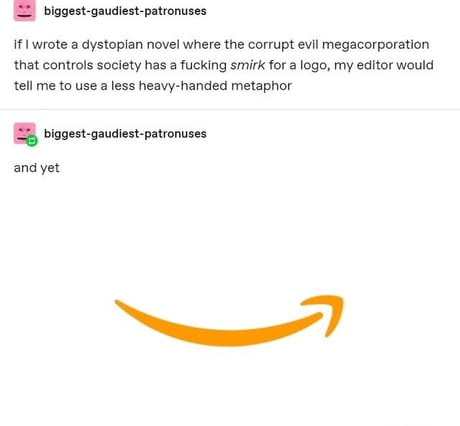 biggest-gaudiest-patronuses
if I wrote a dystopian novel where the corrupt evil megacorporation
that controls society has a fucking smirk for a logo, my editor would
tell me to use a less heavy-handed metaphor
biggest-gaudiest-patronuses
and yet